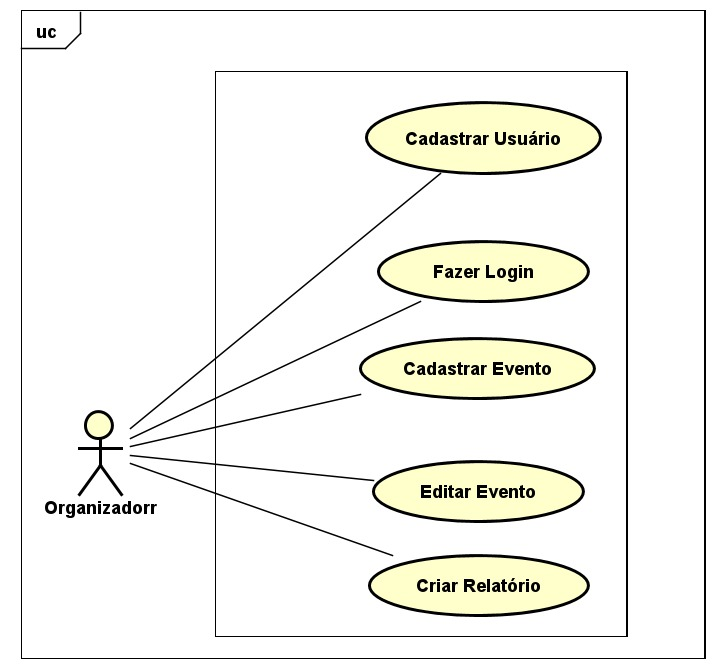 uc
Cadastrar Usuário
Fazer Login
Cadastrar Evento
Editar Evento
Organizadorr
Criar Relatório